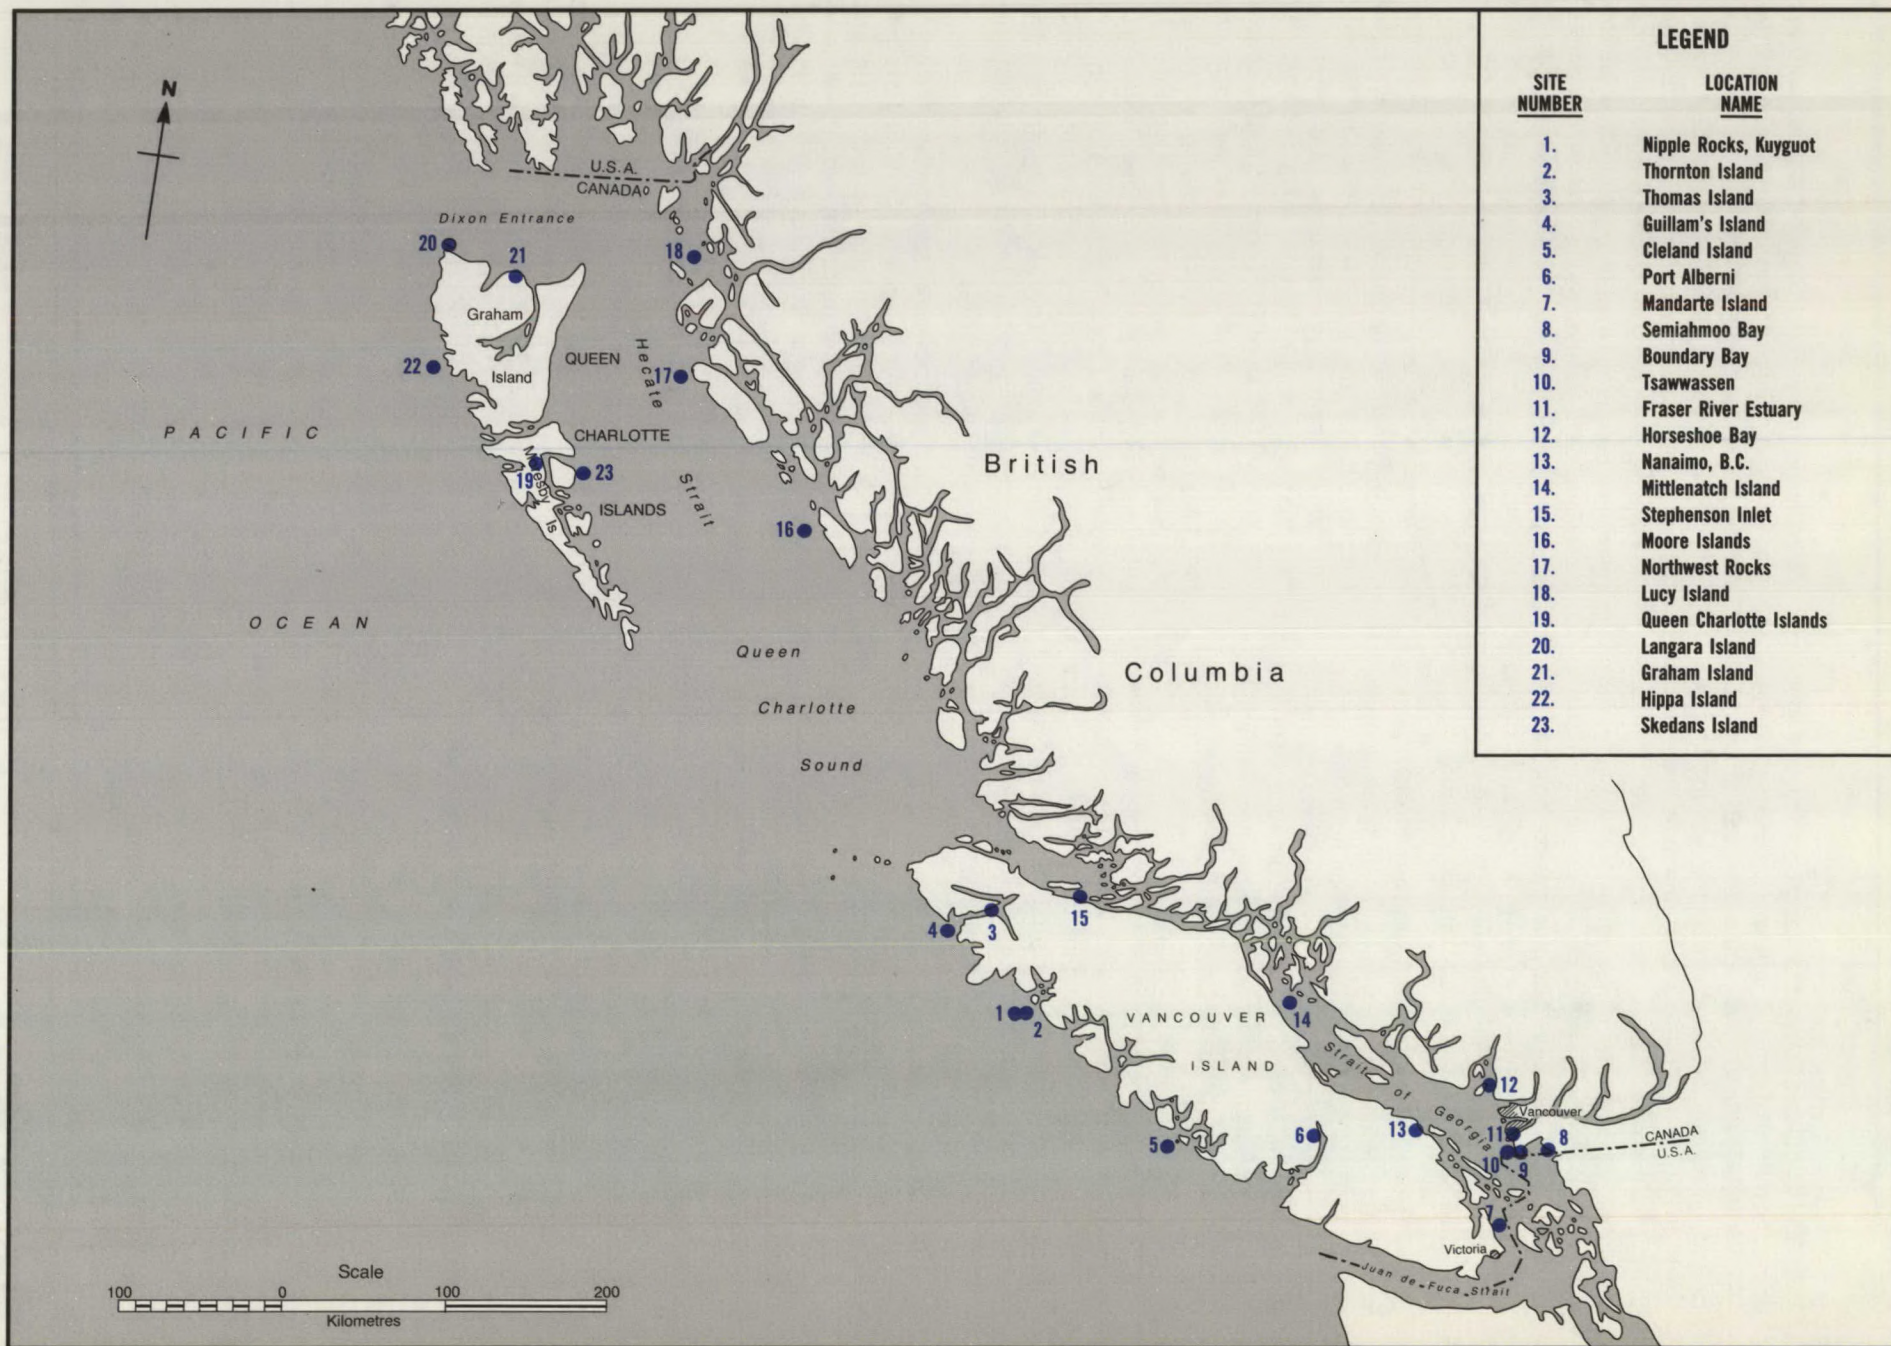 LEGEND
SITE NUMBER LOCATION NAME
1. Nipple Rocks, Kuyguot
2. Thornton Island
3. Thomas Island
4. Guillam's Island
5. Cleland Island
6. Port Alberni
7. Mandarte Island
8. Semiahmoo Bay
9. Boundary Bay
10. Tsawwassen
11. Fraser River Estuary
12. Horseshoe Bay
13. Nanaimo, B.C.
14. Mittlenatch Island
15. Stephenson Inlet
16. Moore Islands
17. Northwest Rocks
18. Lucy Island
19. Queen Charlotte Islands
20. Langara Island
21. Graham Island
22. Hippa Island
23. Skedans Island
N
U.S.A.
CANADA
Dixon Entrance
20
21
18
Graham
Island
22
QUEEN
CHARLOTTE
ISLANDS
Hecate
Strait
17
PACIFIC
OCEAN
Moresby Is
19
23
16
British
Columbia
Queen
Charlotte
Sound
15
3
4
1
2
VANCOUVER
ISLAND
14
Strait of Georgia
12
Vancouver
5
6
13
11
8
CANADA
U.S.A.
10
9
7
Victoria
Juan de Fuca Strait
Scale
100 0 100 200
Kilometres